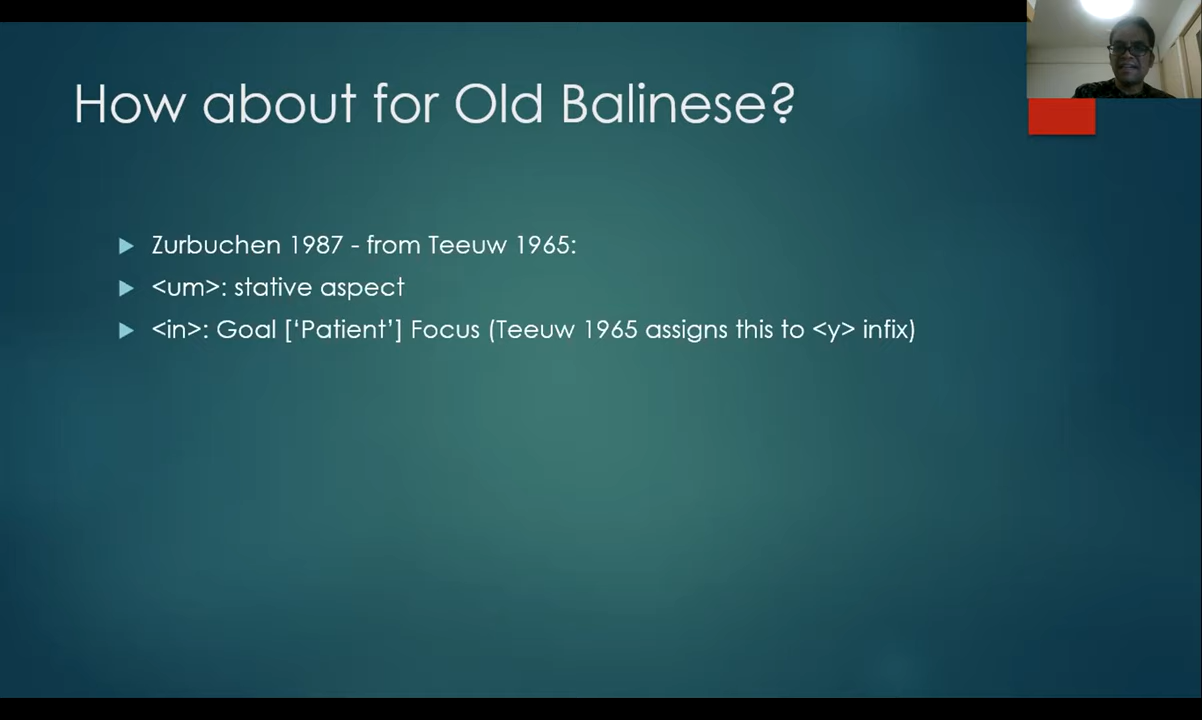 How about for Old Balinese?
Zurbuchen 1987 - from Teeuw 1965:
<um>: stative aspect
<in>: Goal [‘Patient’] Focus (Teeuw 1965 assigns this to <y> infix)